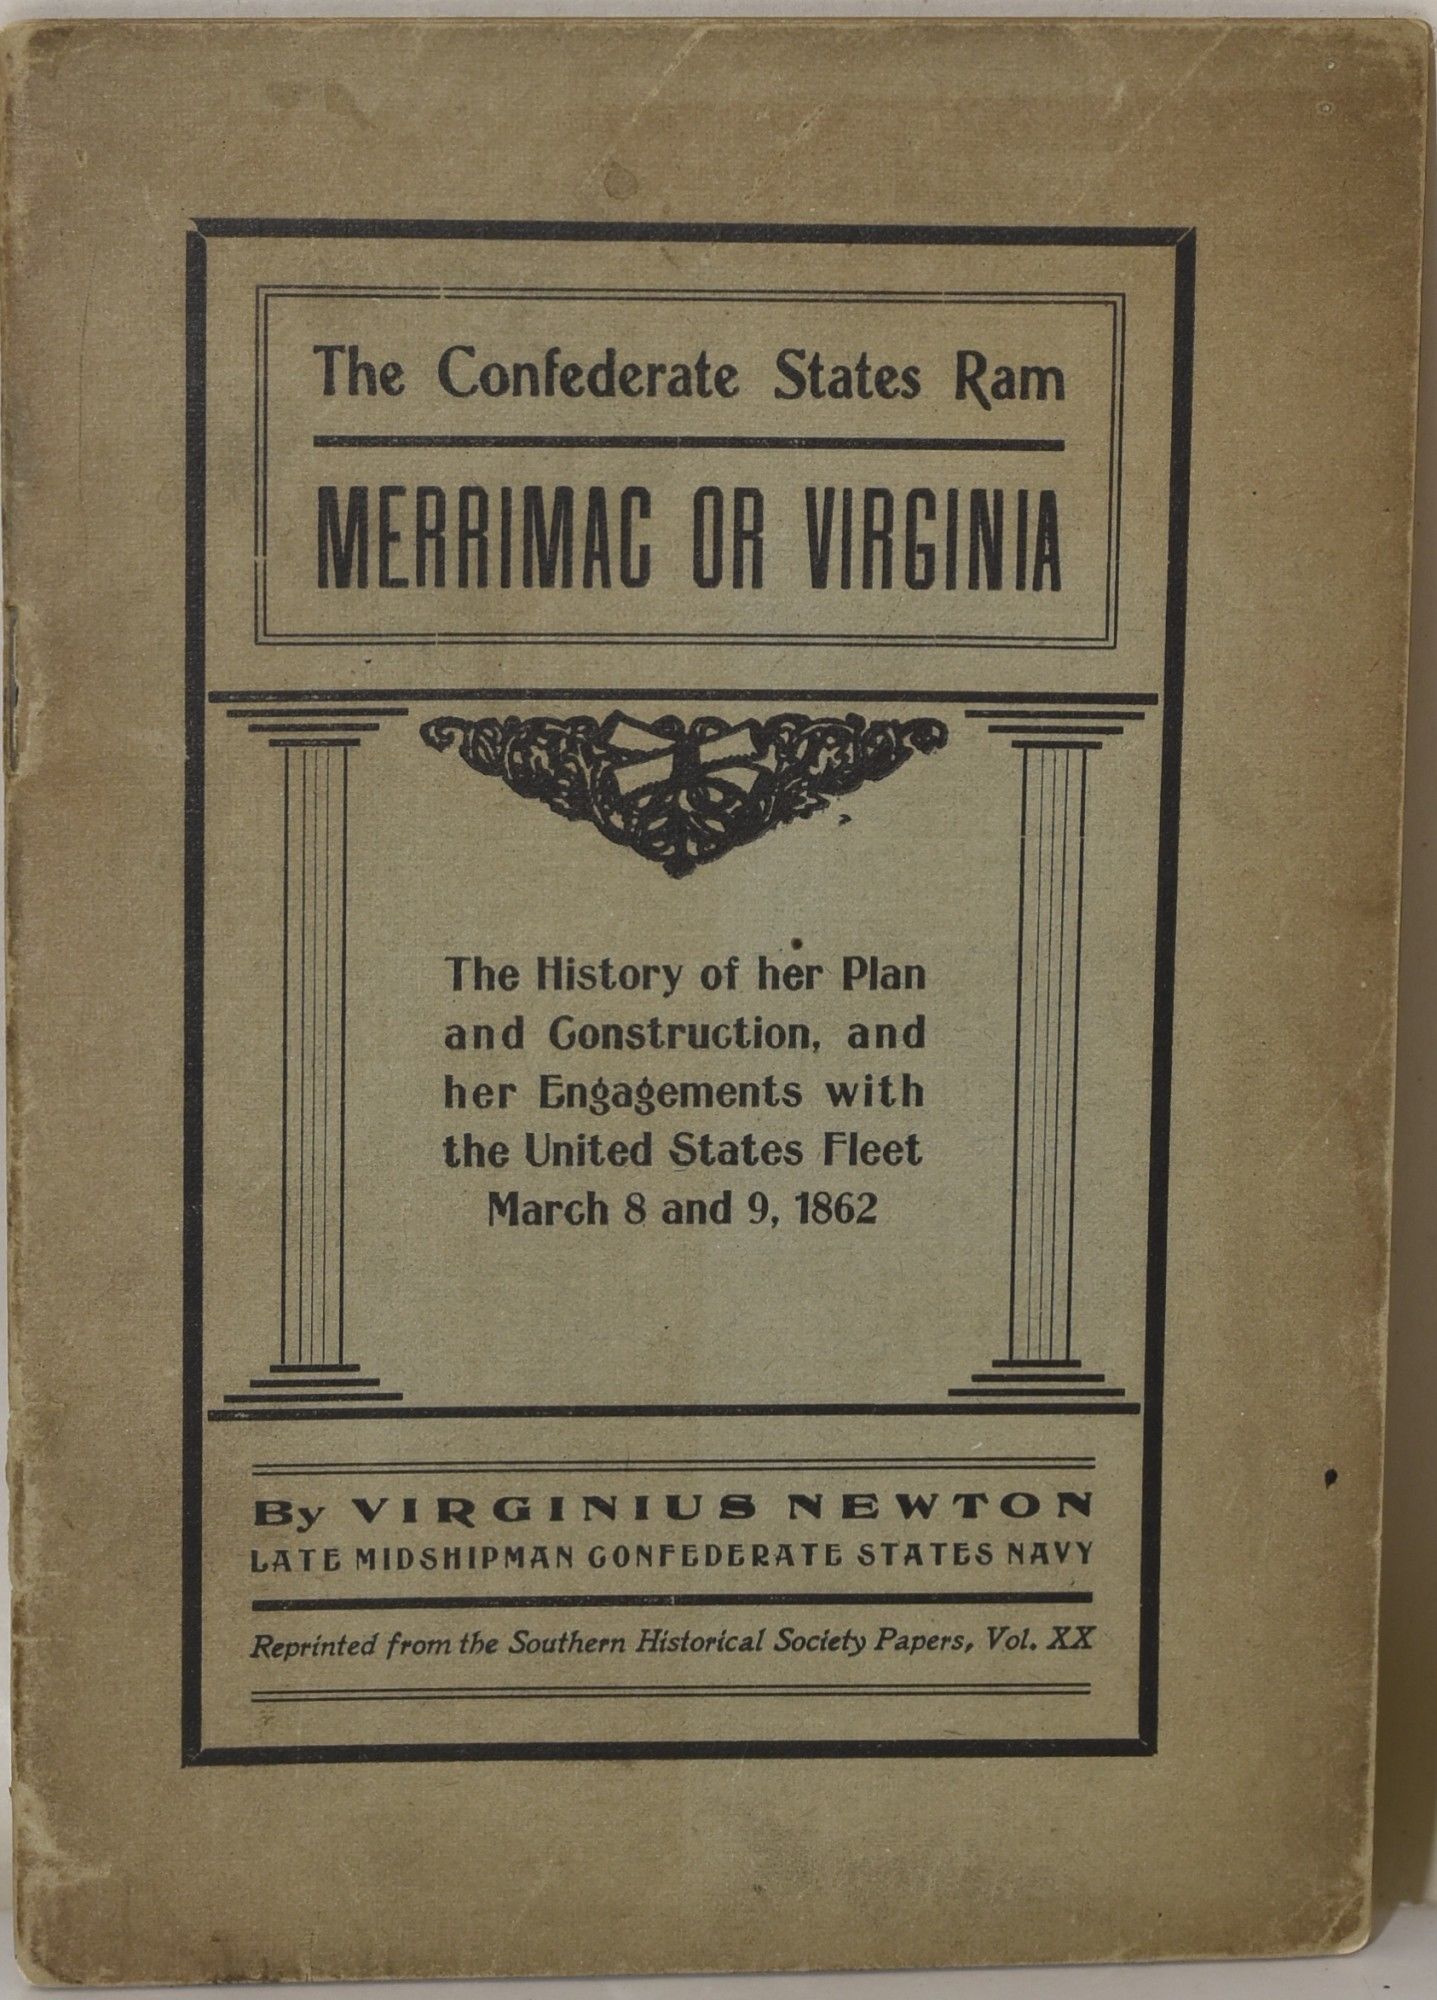 The Confederate States Ram
MERRIMAC OR VIRGINIA
The History of her Plan
and Construction, and
her Engagements with
the United States Fleet
March 8 and 9, 1862
By VIRGINIUS NEWTON
LATE MIDSHIPMAN CONFEDERATE STATES NAVY
Reprinted from the Southern Historical Society Papers, Vol. XX